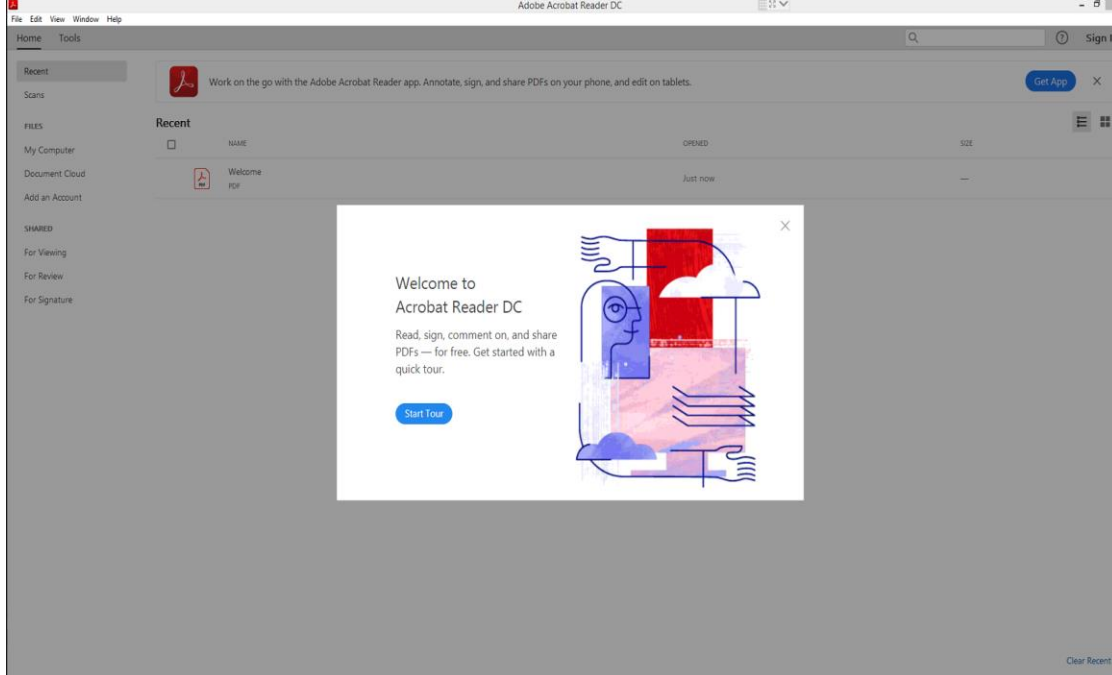 Adobe Acrobat Reader DC
File Edit View Window Help
Home Tools
Sign
Recent
Scans
FILES
My Computer
Document Cloud
Add an Account
SHARED
For Viewing
For Review
For Signature
Work on the go with the Adobe Acrobat Reader app. Annotate, sign, and share PDFs on your phone, and edit on tablets.
Get App
Recent
NAME OPENED SIZE
Welcome
PDF
Just now —
Welcome to
Acrobat Reader DC
Read, sign, comment on, and share
PDFs — for free. Get started with a
quick tour.
Start Tour
Clear Recent